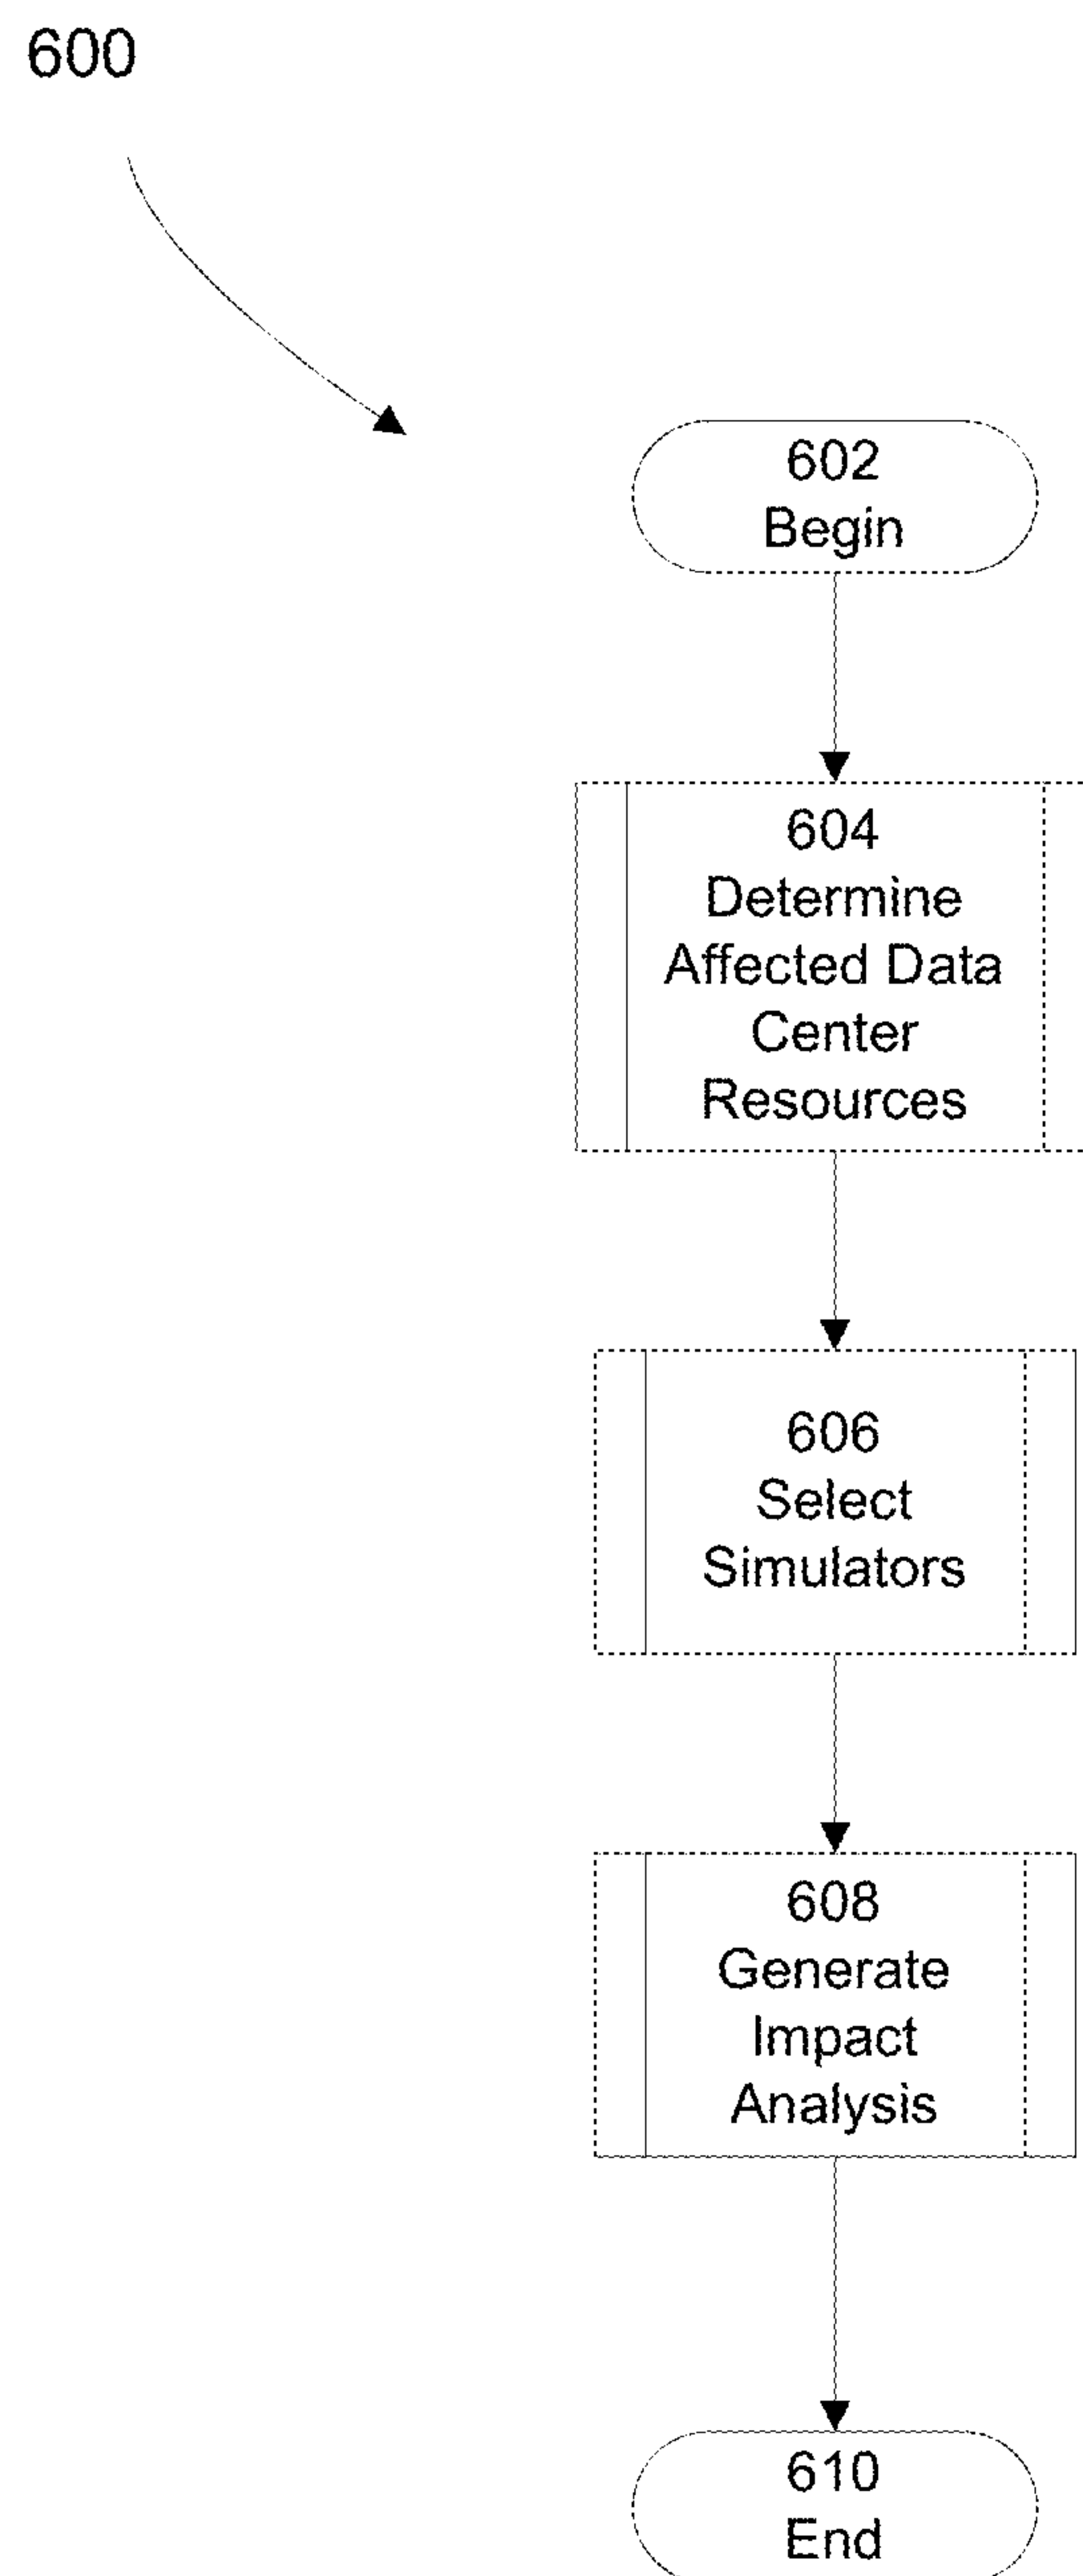 600
602
Begin
604
Determine
Affected Data
Center
Resources
606
Select
Simulators
608
Generate
Impact
Analysis
610
End